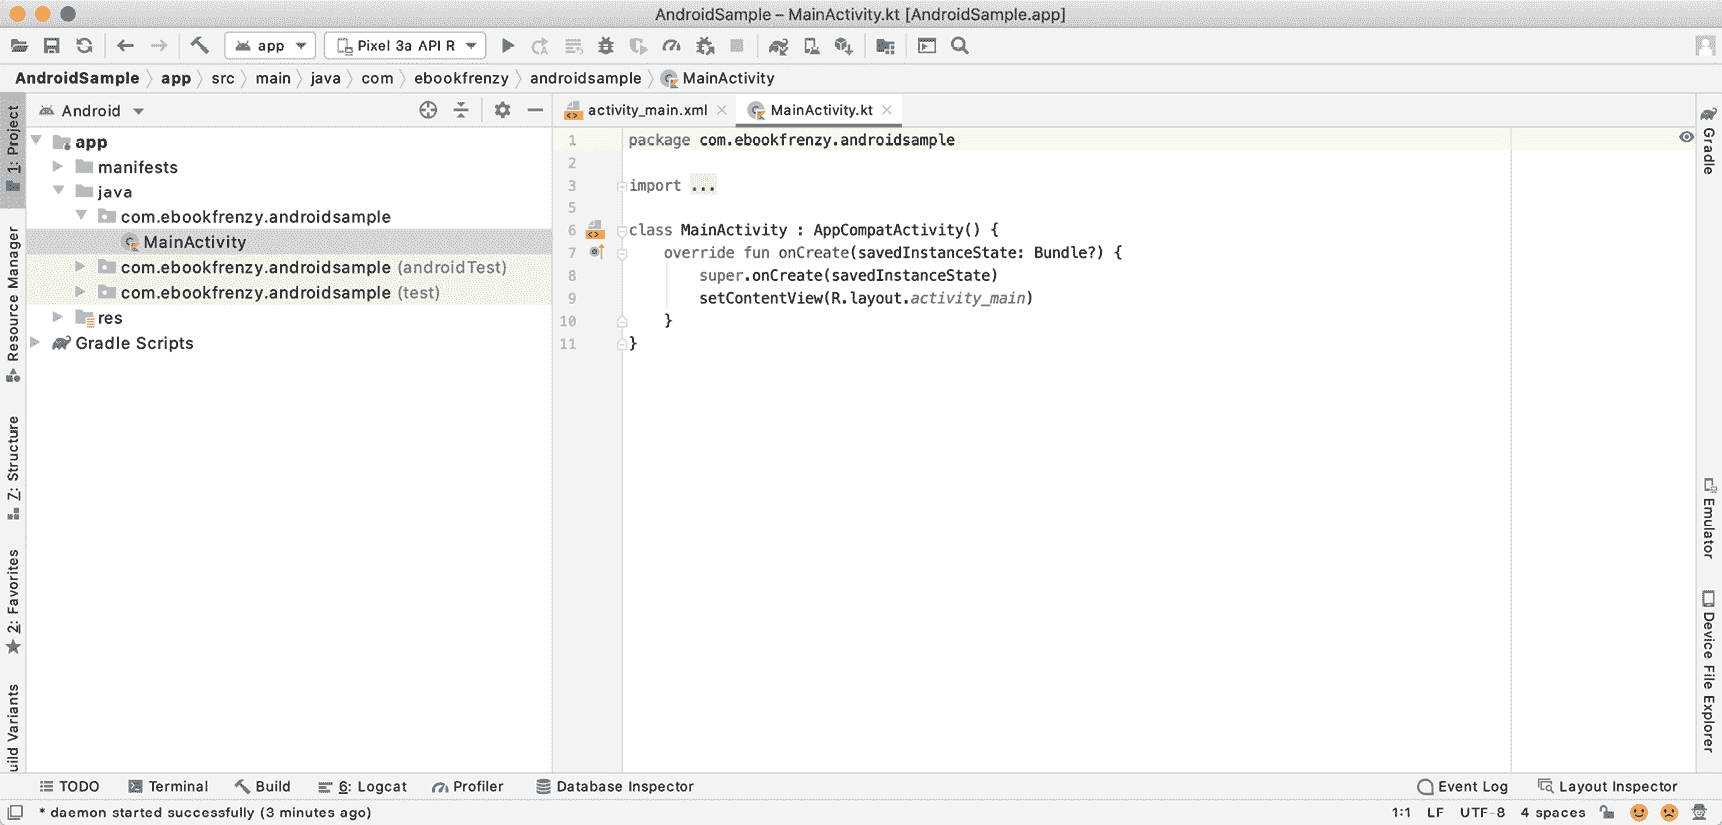 AndroidSample – MainActivity.kt [AndroidSample.app]
app
Pixel 3a API R
AndroidSample app src main java com ebookfrenzy androidsample MainActivity
1: Project
Resource Manager
7: Structure
2: Favorites
uild Variants
Android
app
manifests
java
com.ebookfrenzy.androidsample
MainActivity
com.ebookfrenzy.androidsample (androidTest)
com.ebookfrenzy.androidsample (test)
res
Gradle Scripts
activity_main.xml
MainActivity.kt
1 package com.ebookfrenzy.androidsample
2
3 import ...
5
6 class MainActivity : AppCompatActivity() {
7 override fun onCreate(savedInstanceState: Bundle?) {
8 super.onCreate(savedInstanceState)
9 setContentView(R.layout.activity_main)
10 }
11 }
Gradle
Emulator
Device File Explorer
TODO Terminal Build 6: Logcat Profiler Database Inspector Event Log Layout Inspector
* daemon started successfully (3 minutes ago) 1:1 LF UTF-8 4 spaces